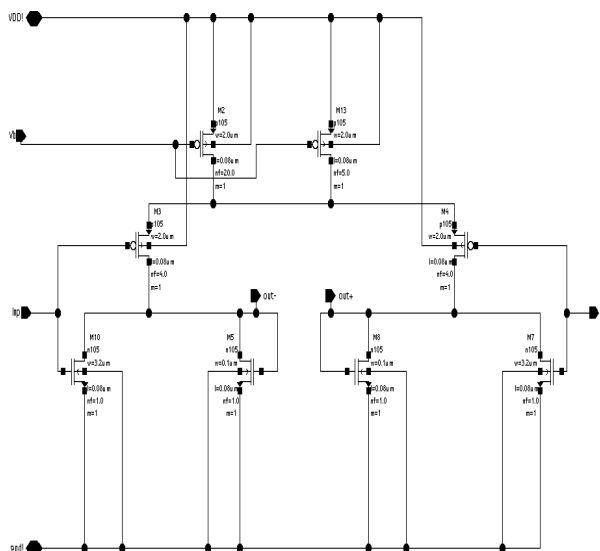 VDD!
M2
p105
w=2.0um
l=0.08um
nf=20.0
m=1
M13
p105
w=2.0um
l=0.08um
nf=5.0
m=1
Vb
M3
p105
w=2.0um
l=0.08um
nf=4.0
m=1
M4
p105
w=2.0um
l=0.08um
nf=4.0
m=1
out-
out+
M10
n105
w=3.2um
l=0.08um
nf=1.0
m=1
M5
n105
w=0.1um
l=0.08um
nf=1.0
m=1
M8
n105
w=0.1um
l=0.08um
nf=1.0
m=1
M7
n105
w=3.2um
l=0.08um
nf=1.0
m=1
gnd!